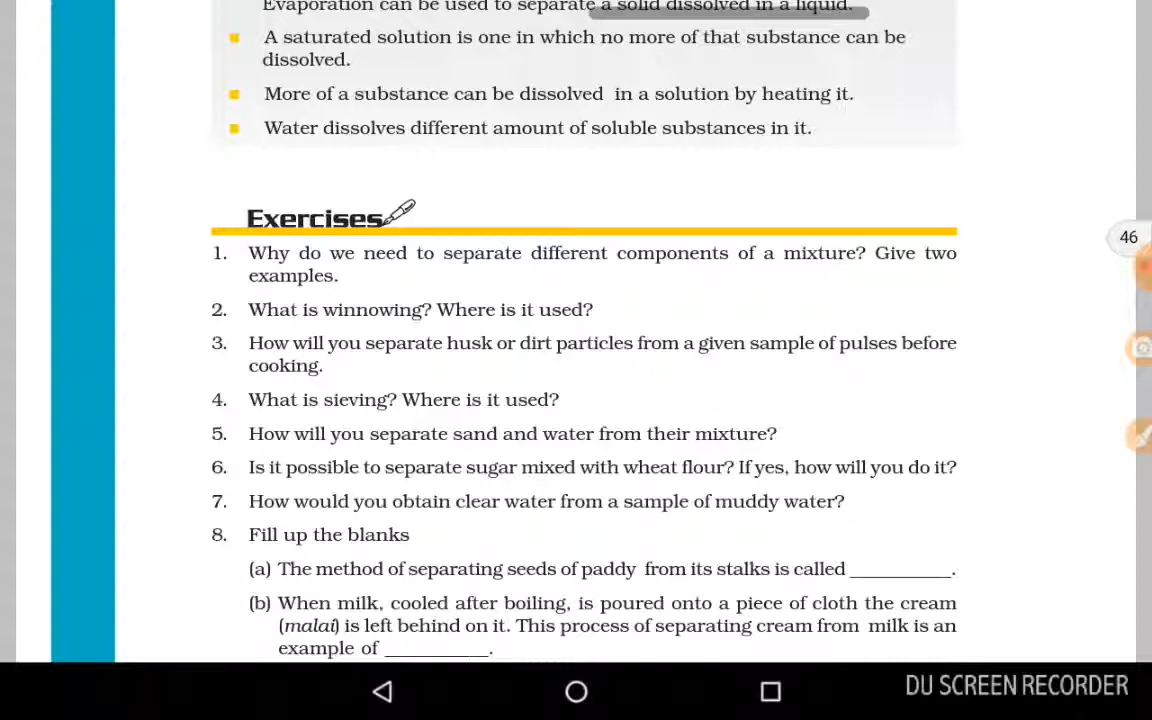 Evaporation can be used to separate a solid dissolved in a liquid.
A saturated solution is one in which no more of that substance can be
dissolved.
More of a substance can be dissolved in a solution by heating it.
Water dissolves different amount of soluble substances in it.
Exercises
46
1. Why do we need to separate different components of a mixture? Give two
examples.
2. What is winnowing? Where is it used?
3. How will you separate husk or dirt particles from a given sample of pulses before
cooking.
4. What is sieving? Where is it used?
5. How will you separate sand and water from their mixture?
6. Is it possible to separate sugar mixed with wheat flour? If yes, how will you do it?
7. How would you obtain clear water from a sample of muddy water?
8. Fill up the blanks
(a) The method of separating seeds of paddy from its stalks is called __________.
(b) When milk, cooled after boiling, is poured onto a piece of cloth the cream
(malai) is left behind on it. This process of separating cream from milk is an
example of __________.
DU SCREEN RECORDER